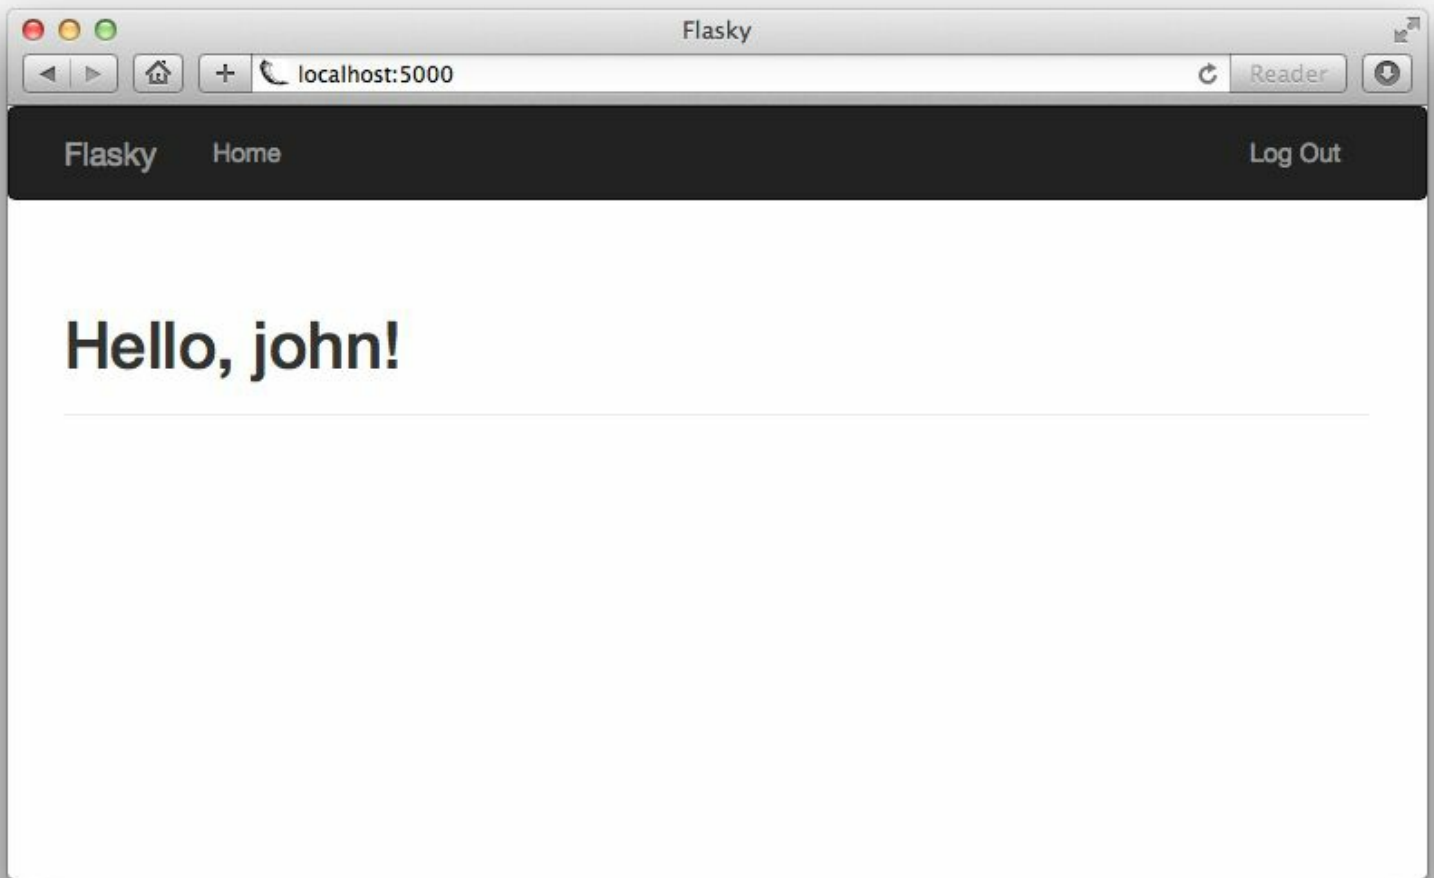 Flasky
localhost:5000
Reader
Flasky Home Log Out
Hello, john!